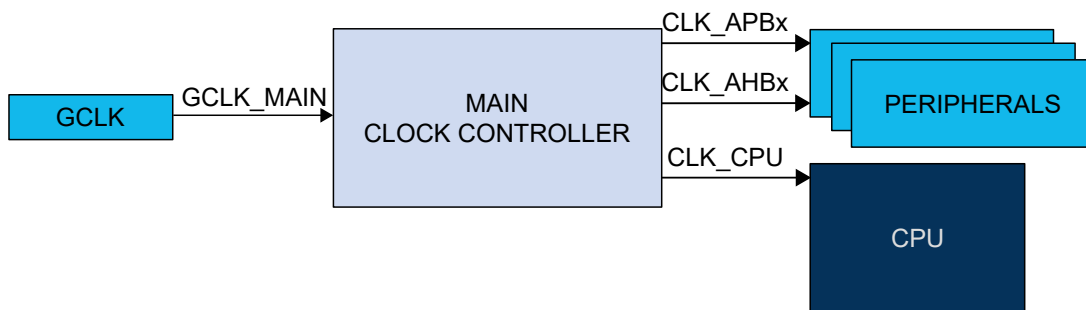 GCLK
GCLK_MAIN
MAIN
CLOCK CONTROLLER
CLK_APBx
CLK_AHBx
CLK_CPU
PERIPHERALS
CPU